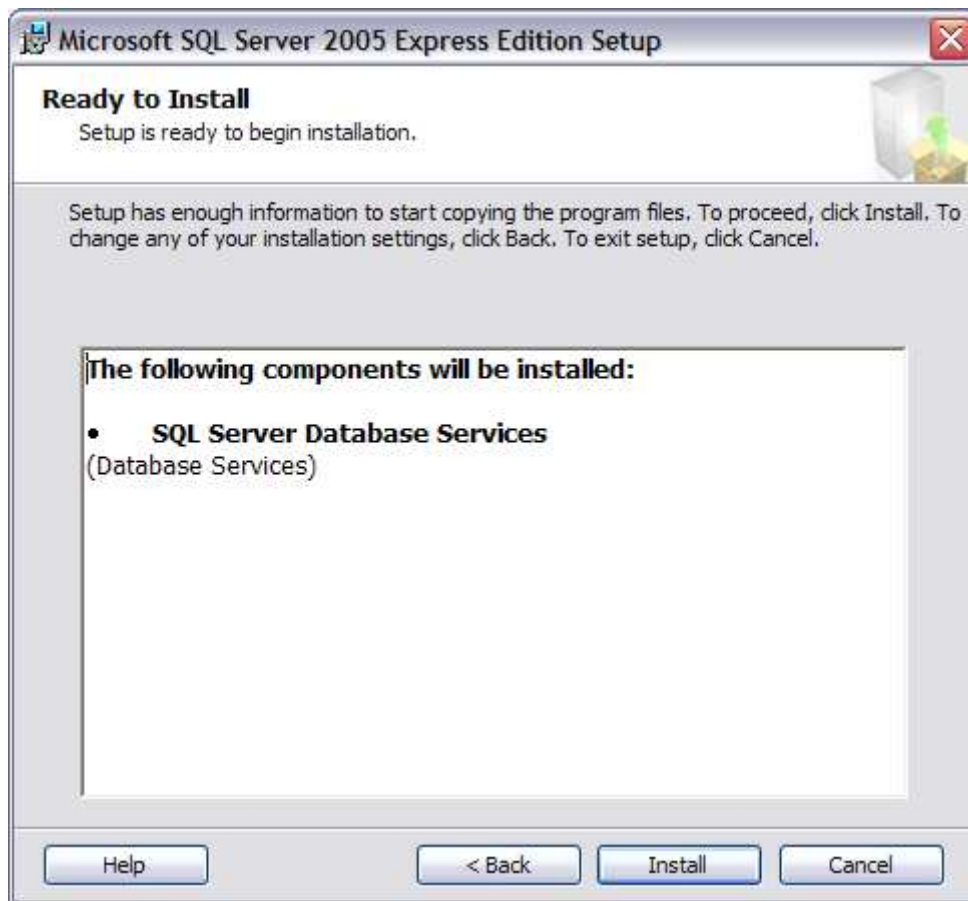 Microsoft SQL Server 2005 Express Edition Setup
Ready to Install
Setup is ready to begin installation.
Setup has enough information to start copying the program files. To proceed, click Install. To
change any of your installation settings, click Back. To exit setup, click Cancel.
The following components will be installed:
• SQL Server Database Services
(Database Services)
Help < Back Install Cancel